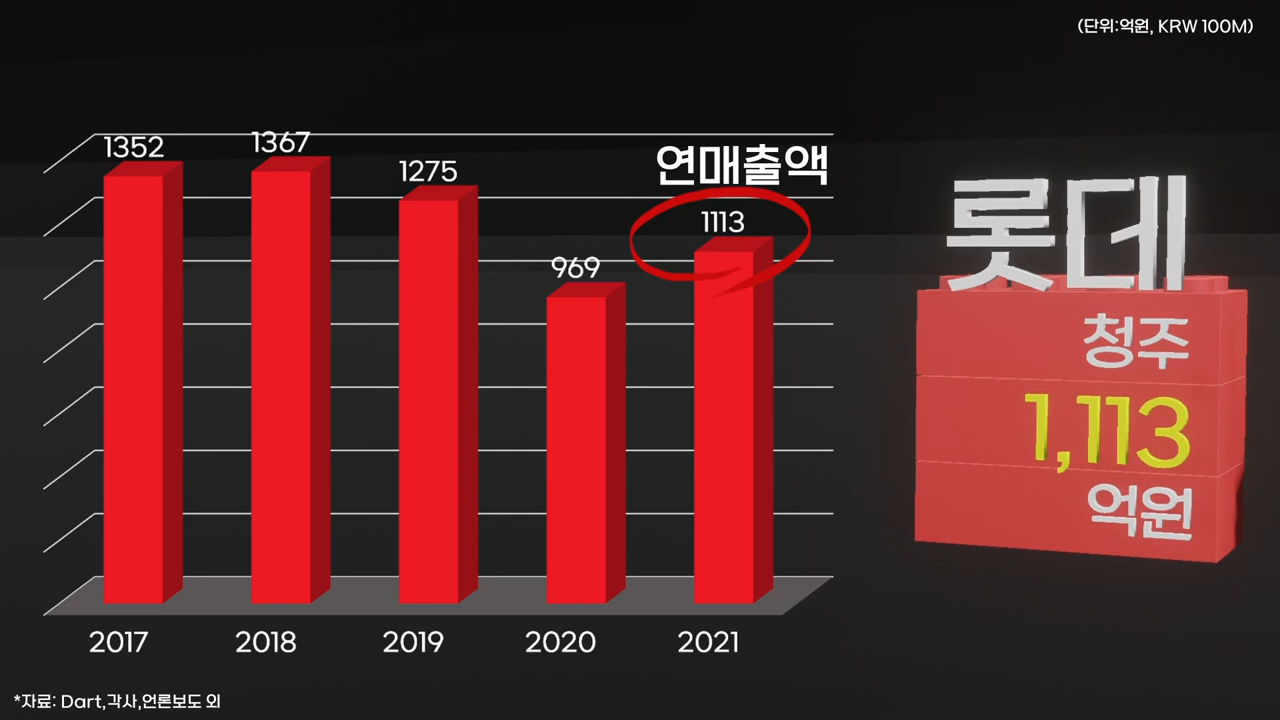 (단위:억원, KRW 100M)
1352
1367
1275
969
1113
연매출액
2017
2018
2019
2020
2021
롯데
청주
1,113
억원
*자료: Dart,각사,언론보도 외